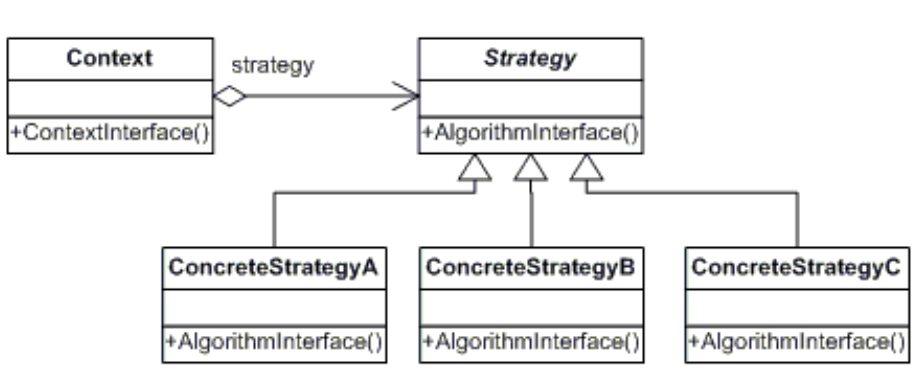 Context
strategy
Strategy
+ContextInterface()
+AlgorithmInterface()
ConcreteStrategyA
ConcreteStrategyB
ConcreteStrategyC
+AlgorithmInterface()
+AlgorithmInterface()
+AlgorithmInterface()